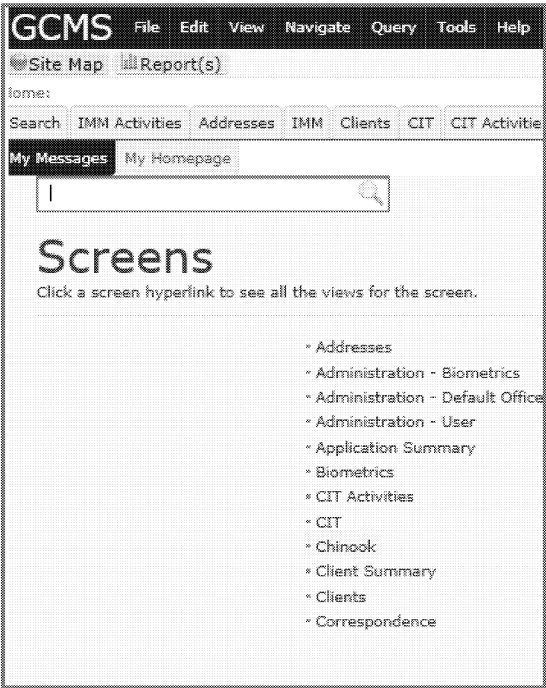 GCMS File Edit View Navigate Query Tools Help
Site Map Report(s)
lome:
Search IMM Activities Addresses IMM Clients CIT CIT Activitie
My Messages My Homepage
Screens
Click a screen hyperlink to see all the views for the screen.
Addresses
Administration - Biometrics
Administration - Default Office
Administration - User
Application Summary
Biometrics
CIT Activities
CIT
Chinook
Client Summary
Clients
Correspondence